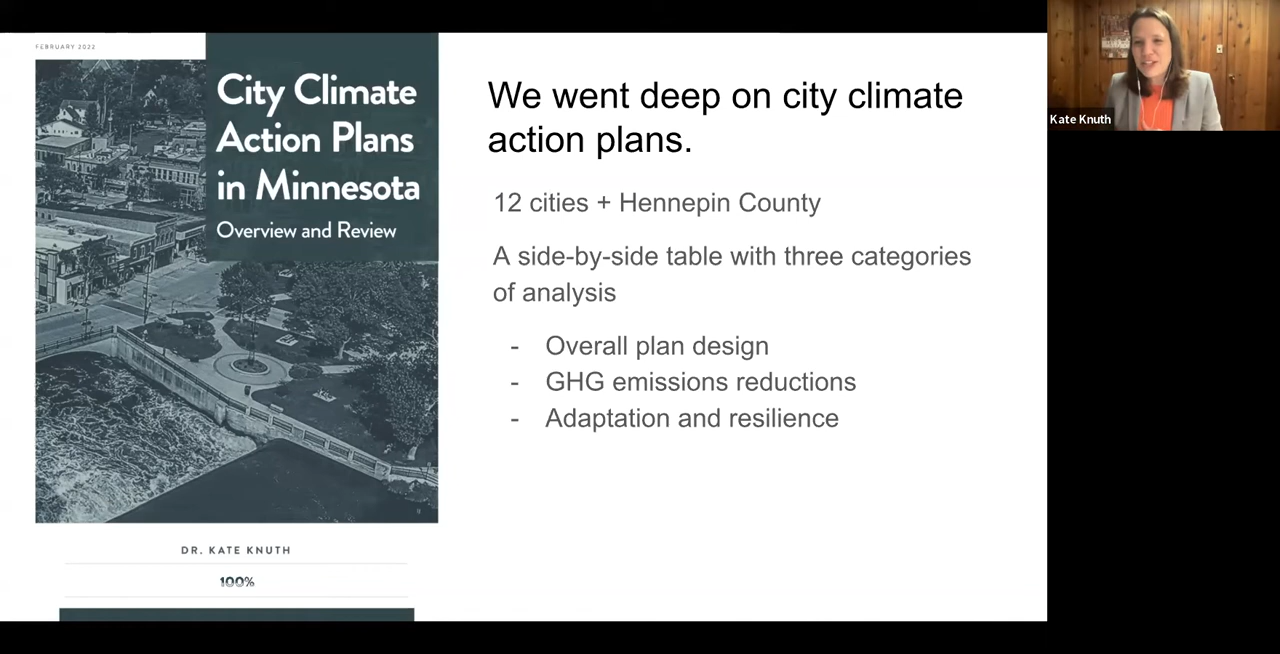 FEBRUARY 2022
City Climate
Action Plans
in Minnesota
Overview and Review
DR. KATE KNUTH
100%
We went deep on city climate
action plans.
12 cities + Hennepin County
A side-by-side table with three categories
of analysis
- Overall plan design
- GHG emissions reductions
- Adaptation and resilience
Kate Knuth